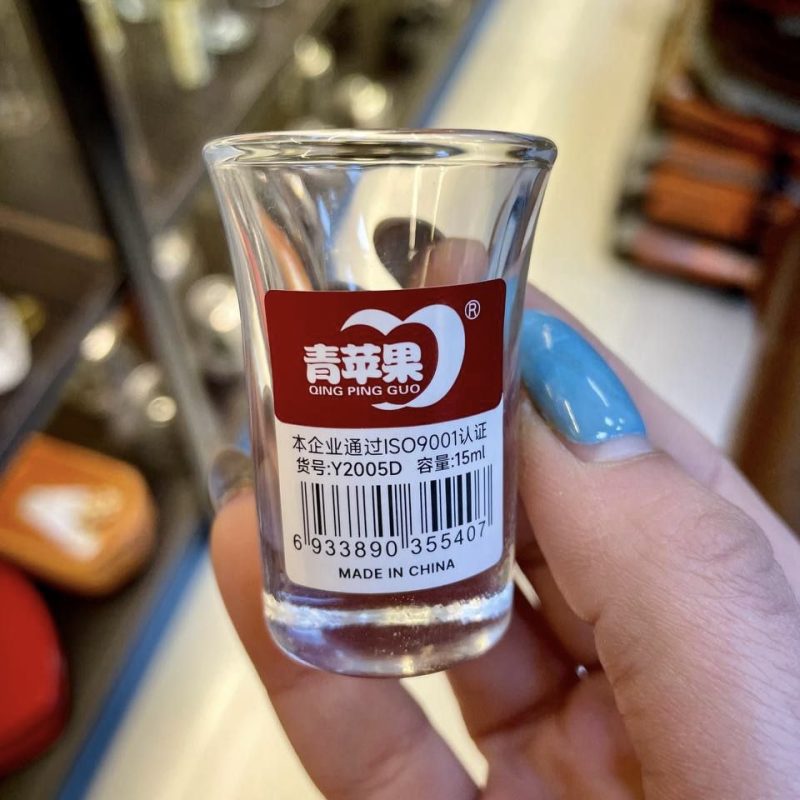 ®
青苹果
QING PING GUO
本企业通过ISO9001认证
货号:Y2005D 容量:15ml
6 933890 355407
MADE IN CHINA